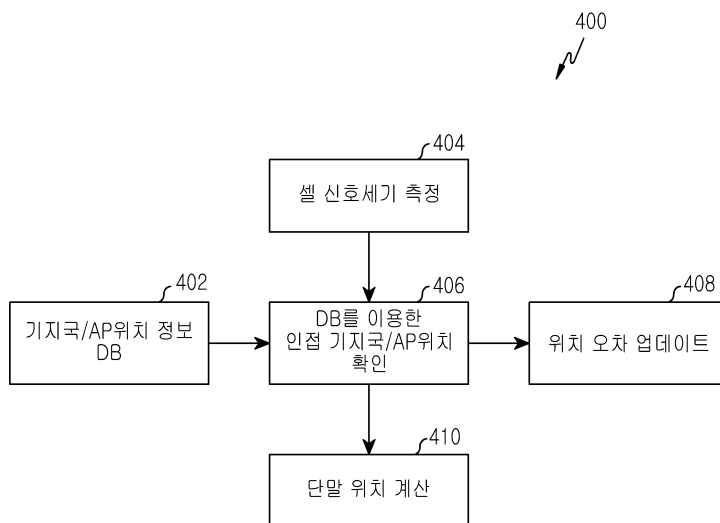 400
404
셀 신호세기 측정
402
기지국/AP위치 정보
DB
406
DB를 이용한
인접 기지국/AP위치
확인
408
위치 오차 업데이트
410
단말 위치 계산